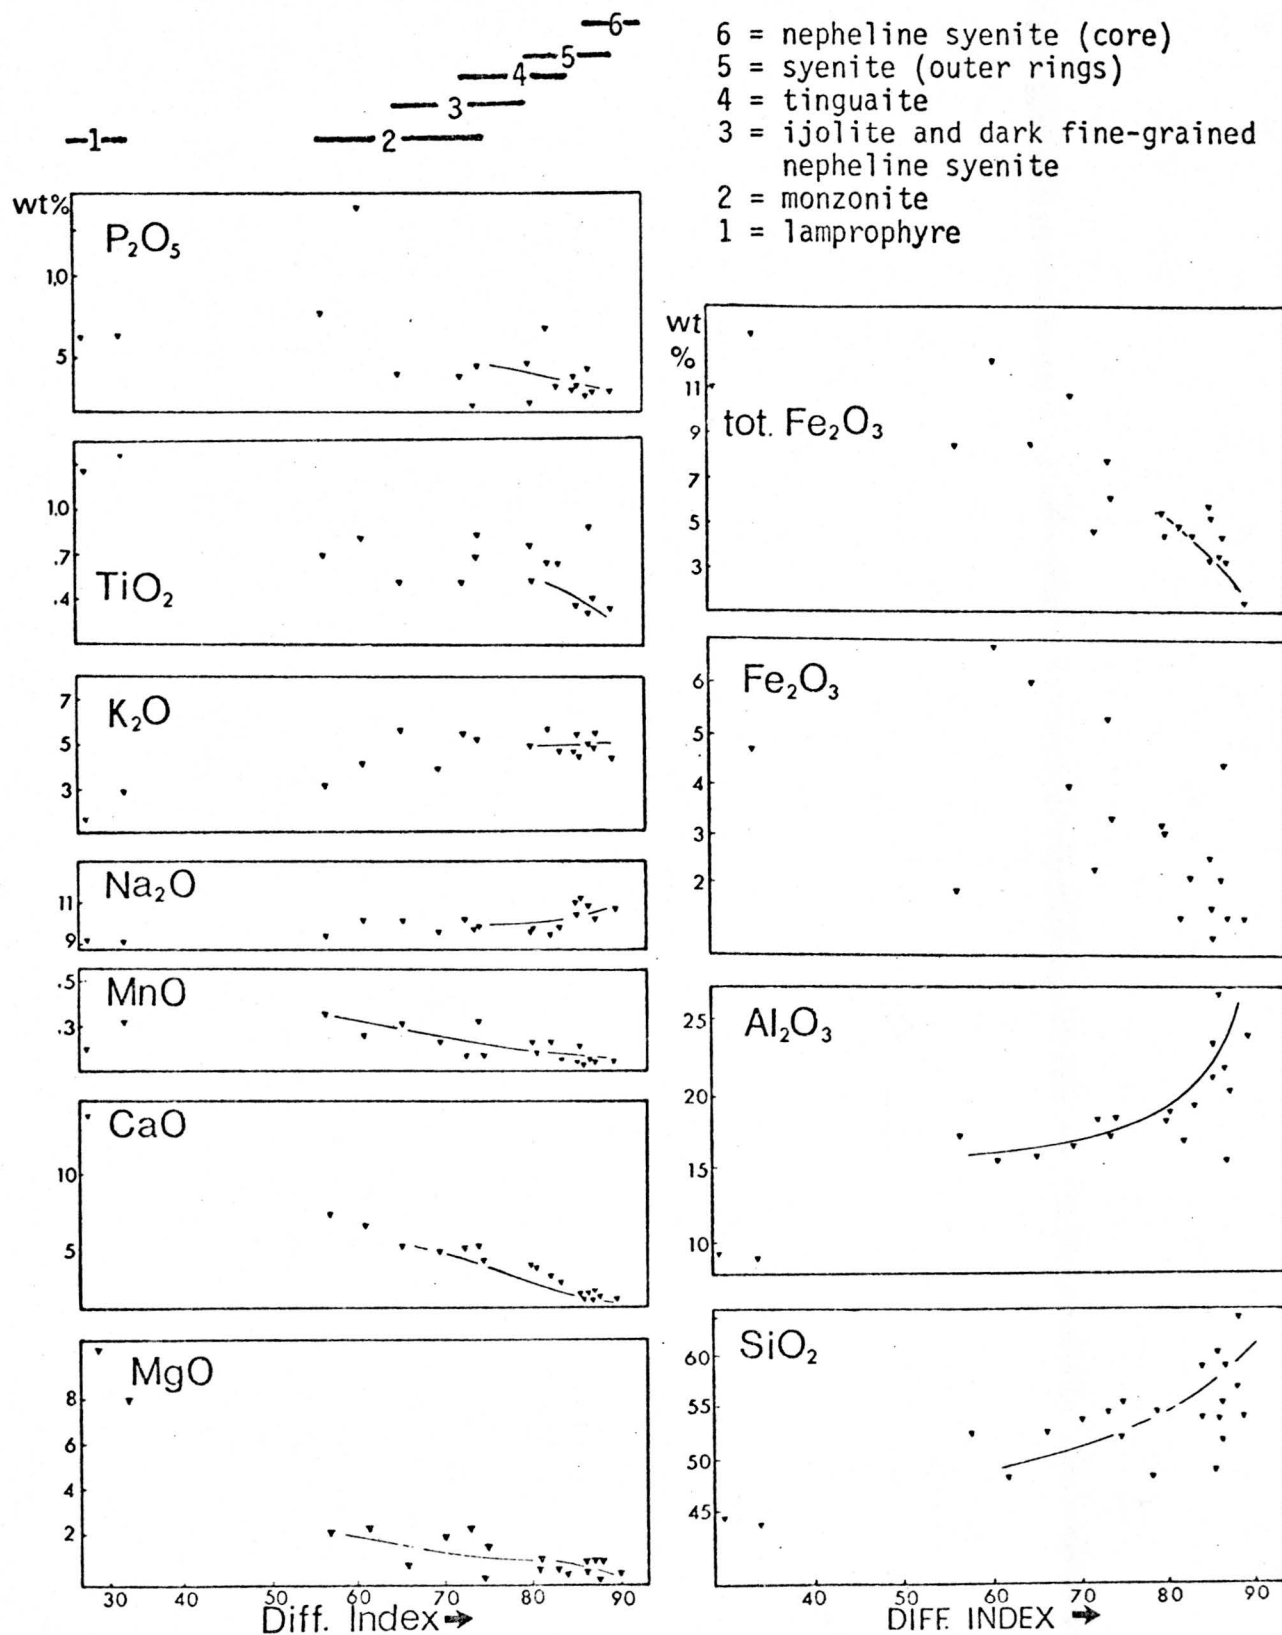 6
5
4
3
2
1
6 = nepheline syenite (core)
5 = syenite (outer rings)
4 = tinguaite
3 = ijolite and dark fine-grained
nepheline syenite
2 = monzonite
1 = lamprophyre
wt%
P₂O₅
1,0
5
TiO₂
1.0
.7
.4
K₂O
7
5
3
Na₂O
11
9
MnO
.5
.3
CaO
10
5
MgO
8
6
4
2
30 40 50 60 70 80 90
Diff. Index→
wt
%
tot. Fe₂O₃
11
9
7
5
3
Fe₂O₃
6
5
4
3
2
Al₂O₃
25
20
15
10
SiO₂
60
55
50
45
40 50 60 70 80 90
DIFF. INDEX →